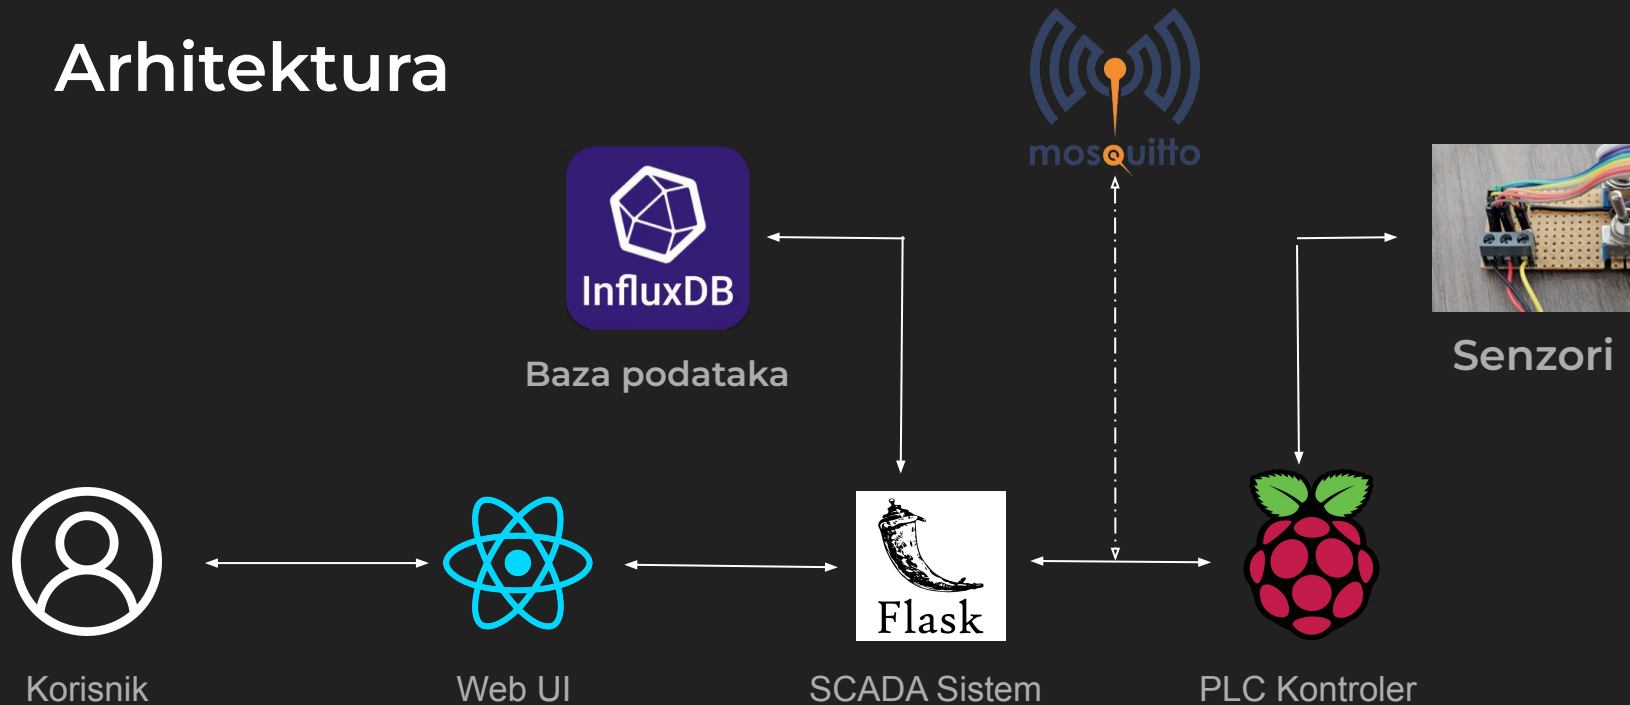 Arhitektura
mosquitto
InfluxDB
Baza podataka
Senzori
Flask
Korisnik
Web UI
SCADA Sistem
PLC Kontroler